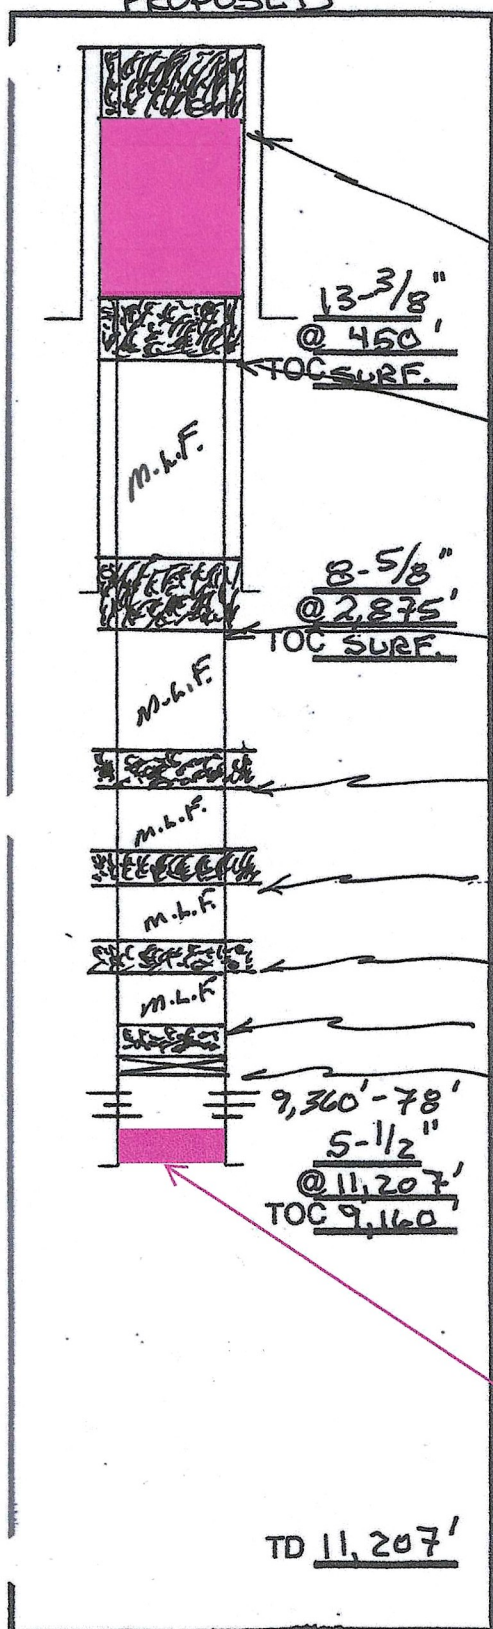 PROPOSED
13-3/8"
@ 450'
TOC SURF.
M.L.F.
8-5/8"
@ 2,875'
TOC SURF.
M.L.F.
M.L.F.
M.L.F.
M.L.F
9,360'-78'
5-1/2"
@ 11,207'
TOC 9,160'
TD 11,207'